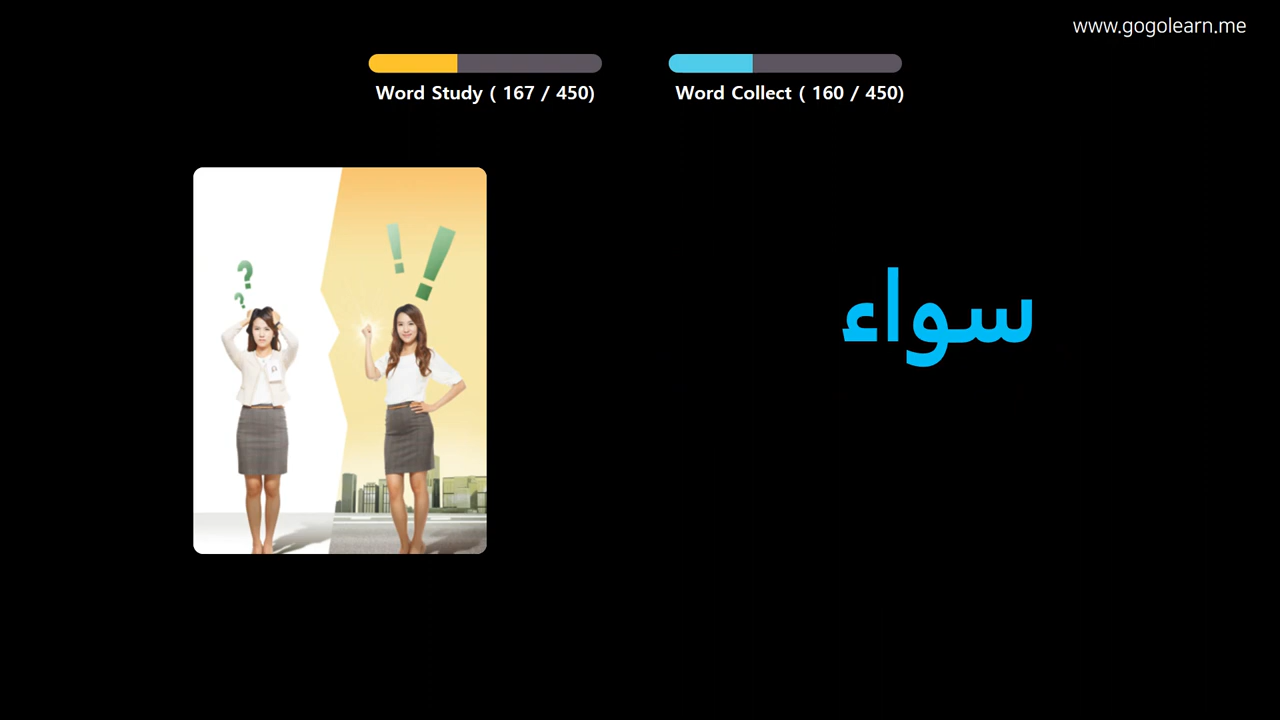 www.gogolearn.me
Word Study ( 167 / 450)
Word Collect ( 160 / 450)
? ?
! !
سواء